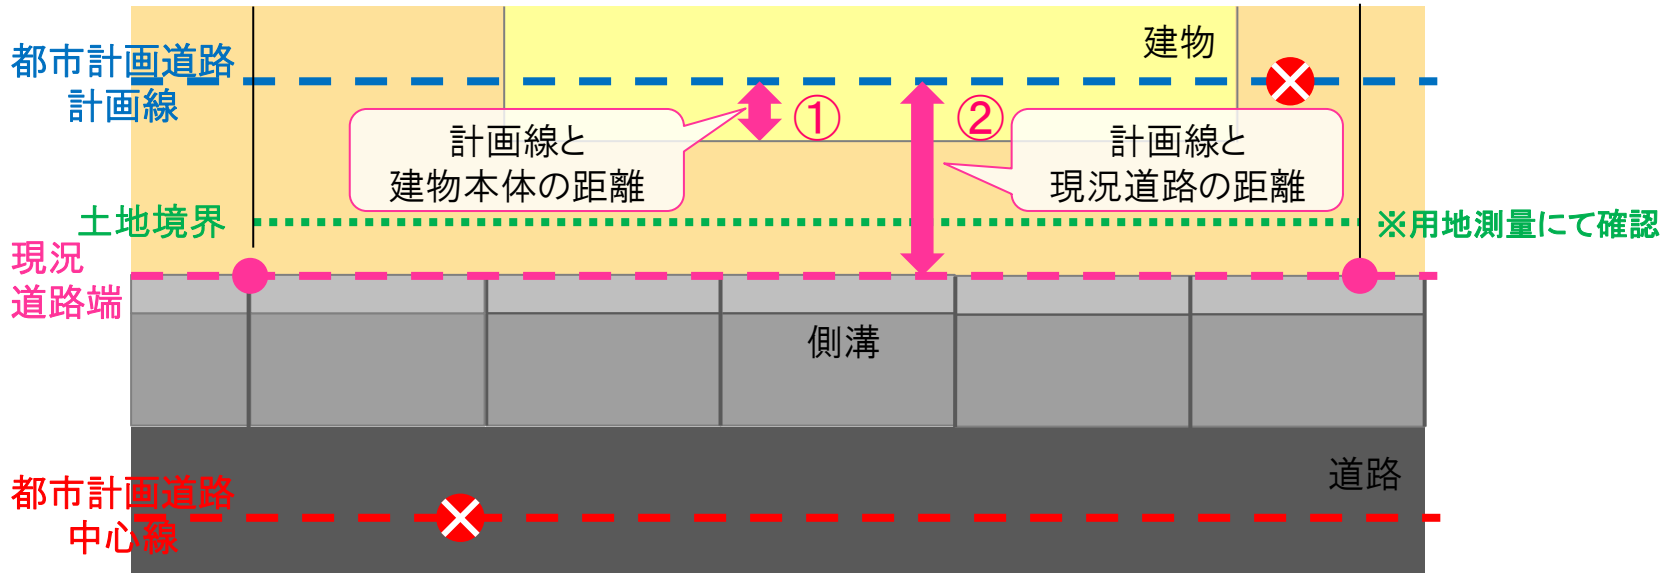 建物
都市計画道路
計画線
①
②
計画線と
建物本体の距離
計画線と
現況道路の距離
土地境界
※用地測量にて確認
現況
道路端
側溝
道路
都市計画道路
中心線